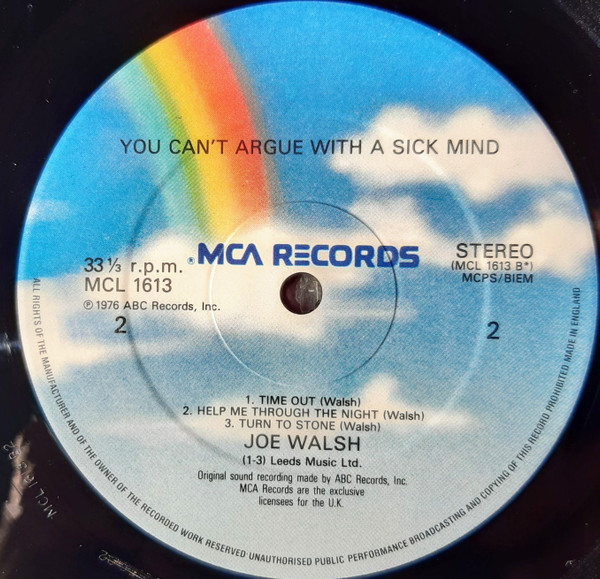 YOU CAN'T ARGUE WITH A SICK MIND
®MCA RECORDS
33⅓ r.p.m.
MCL 1613
℗ 1976 ABC Records, Inc.
2
STEREO
(MCL 1613 B*)
MCPS/BIEM
2
1. TIME OUT (Walsh)
2. HELP ME THROUGH THE NIGHT (Walsh)
3. TURN TO STONE (Walsh)
JOE WALSH
(1-3) Leeds Music Ltd.
Original sound recording made by ABC Records, Inc.
MCA Records are the exclusive
licensees for the U.K.
ALL RIGHTS OF THE MANUFACTURER AND OF THE OWNER OF THE RECORDED WORK RESERVED·UNAUTHORISED PUBLIC PERFORMANCE BROADCASTING AND COPYING OF THIS RECORD PROHIBITED MADE IN ENGLAND